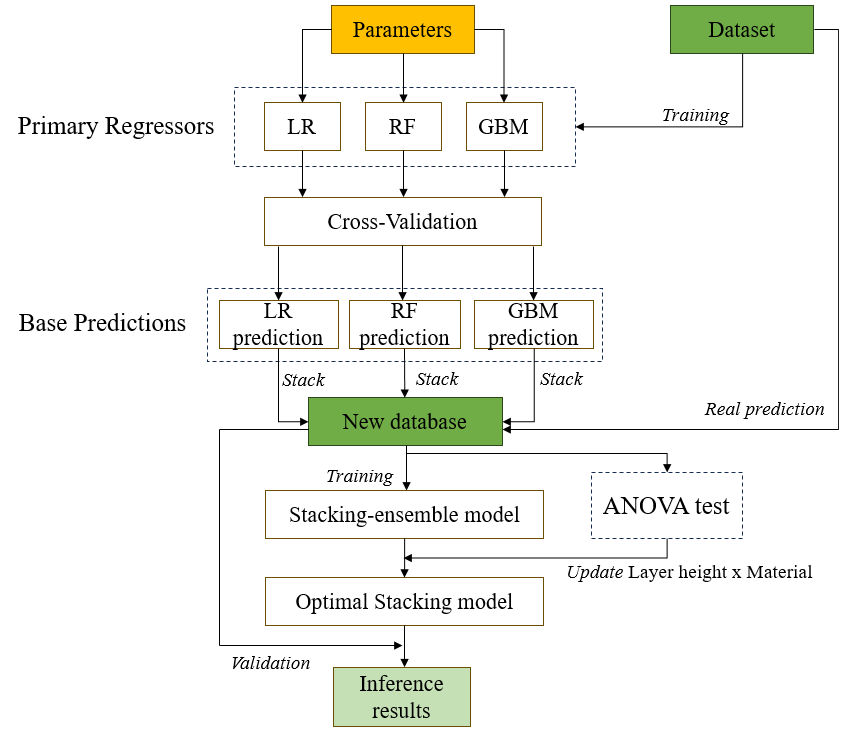 Parameters
Dataset
Training
Primary Regressors
LR
RF
GBM
Cross-Validation
Base Predictions
LR
prediction
RF
prediction
GBM
prediction
Stack
Stack
Stack
Real prediction
New database
Training
Stacking-ensemble model
ANOVA test
Update Layer height x Material
Optimal Stacking model
Validation
Inference
results